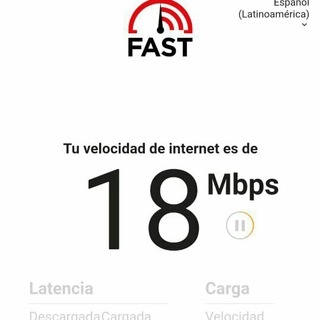 Español
(Latinoamérica)
FAST
Tu velocidad de internet es de
18 Mbps
Latencia Carga
Descargada Cargada Velocidad